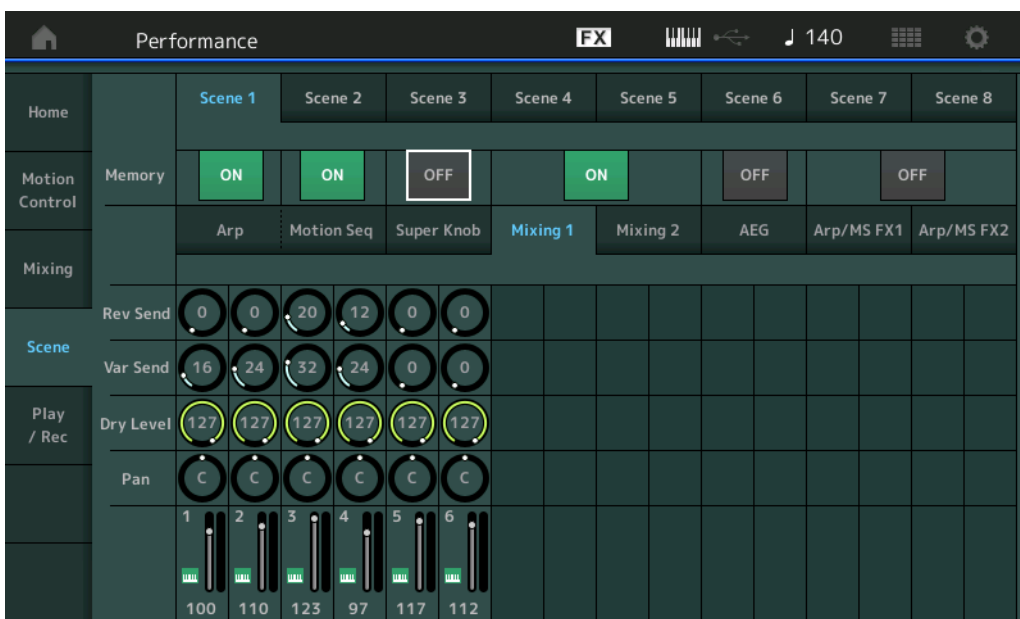 Performance FX 140
Home
Motion
Control
Mixing
Scene
Play
/ Rec
Scene 1 Scene 2 Scene 3 Scene 4 Scene 5 Scene 6 Scene 7 Scene 8
Memory ON ON OFF ON OFF OFF
Arp Motion Seq Super Knob Mixing 1 Mixing 2 AEG Arp/MS FX1 Arp/MS FX2
Rev Send 0 0 20 12 0 0
Var Send 16 24 32 24 0 0
Dry Level 127 127 127 127 127 127
Pan C C C C C C
1 2 3 4 5 6
100 110 123 97 117 112